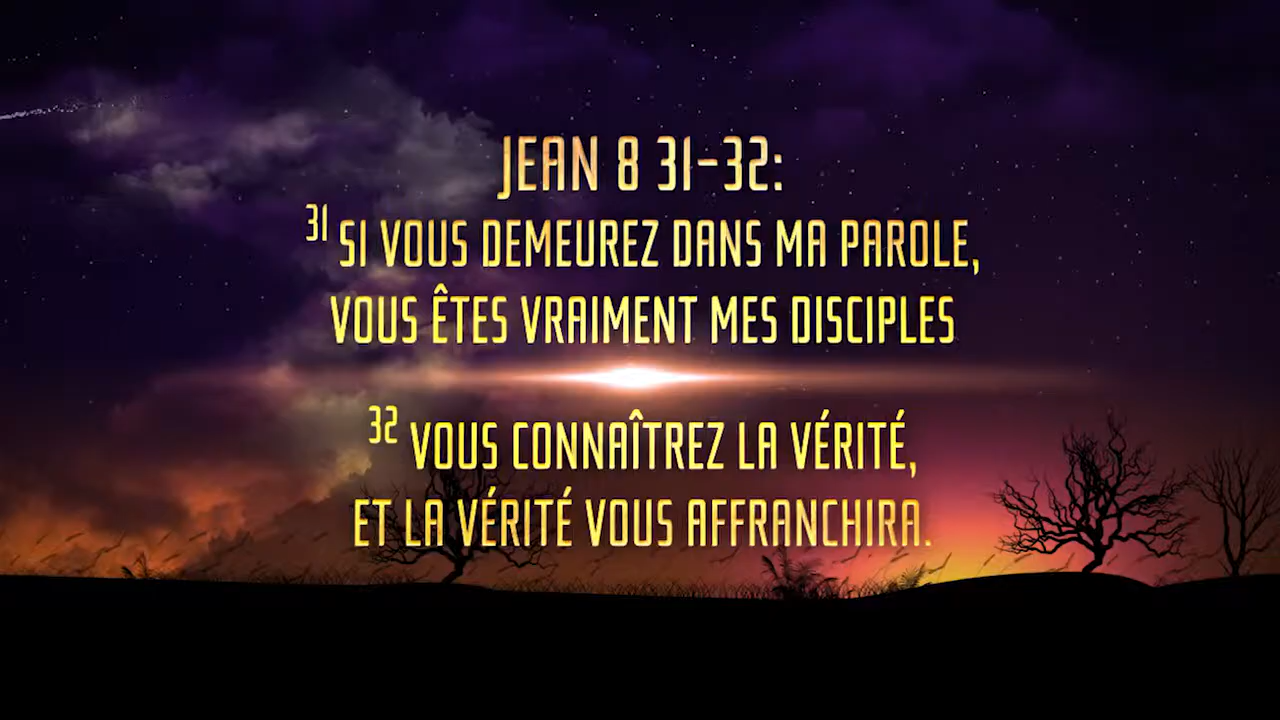 JEAN 8 31-32:
31 SI VOUS DEMEUREZ DANS MA PAROLE,
VOUS ÊTES VRAIMENT MES DISCIPLES
32 VOUS CONNAÎTREZ LA VÉRITÉ,
ET LA VÉRITÉ VOUS AFFRANCHIRA.